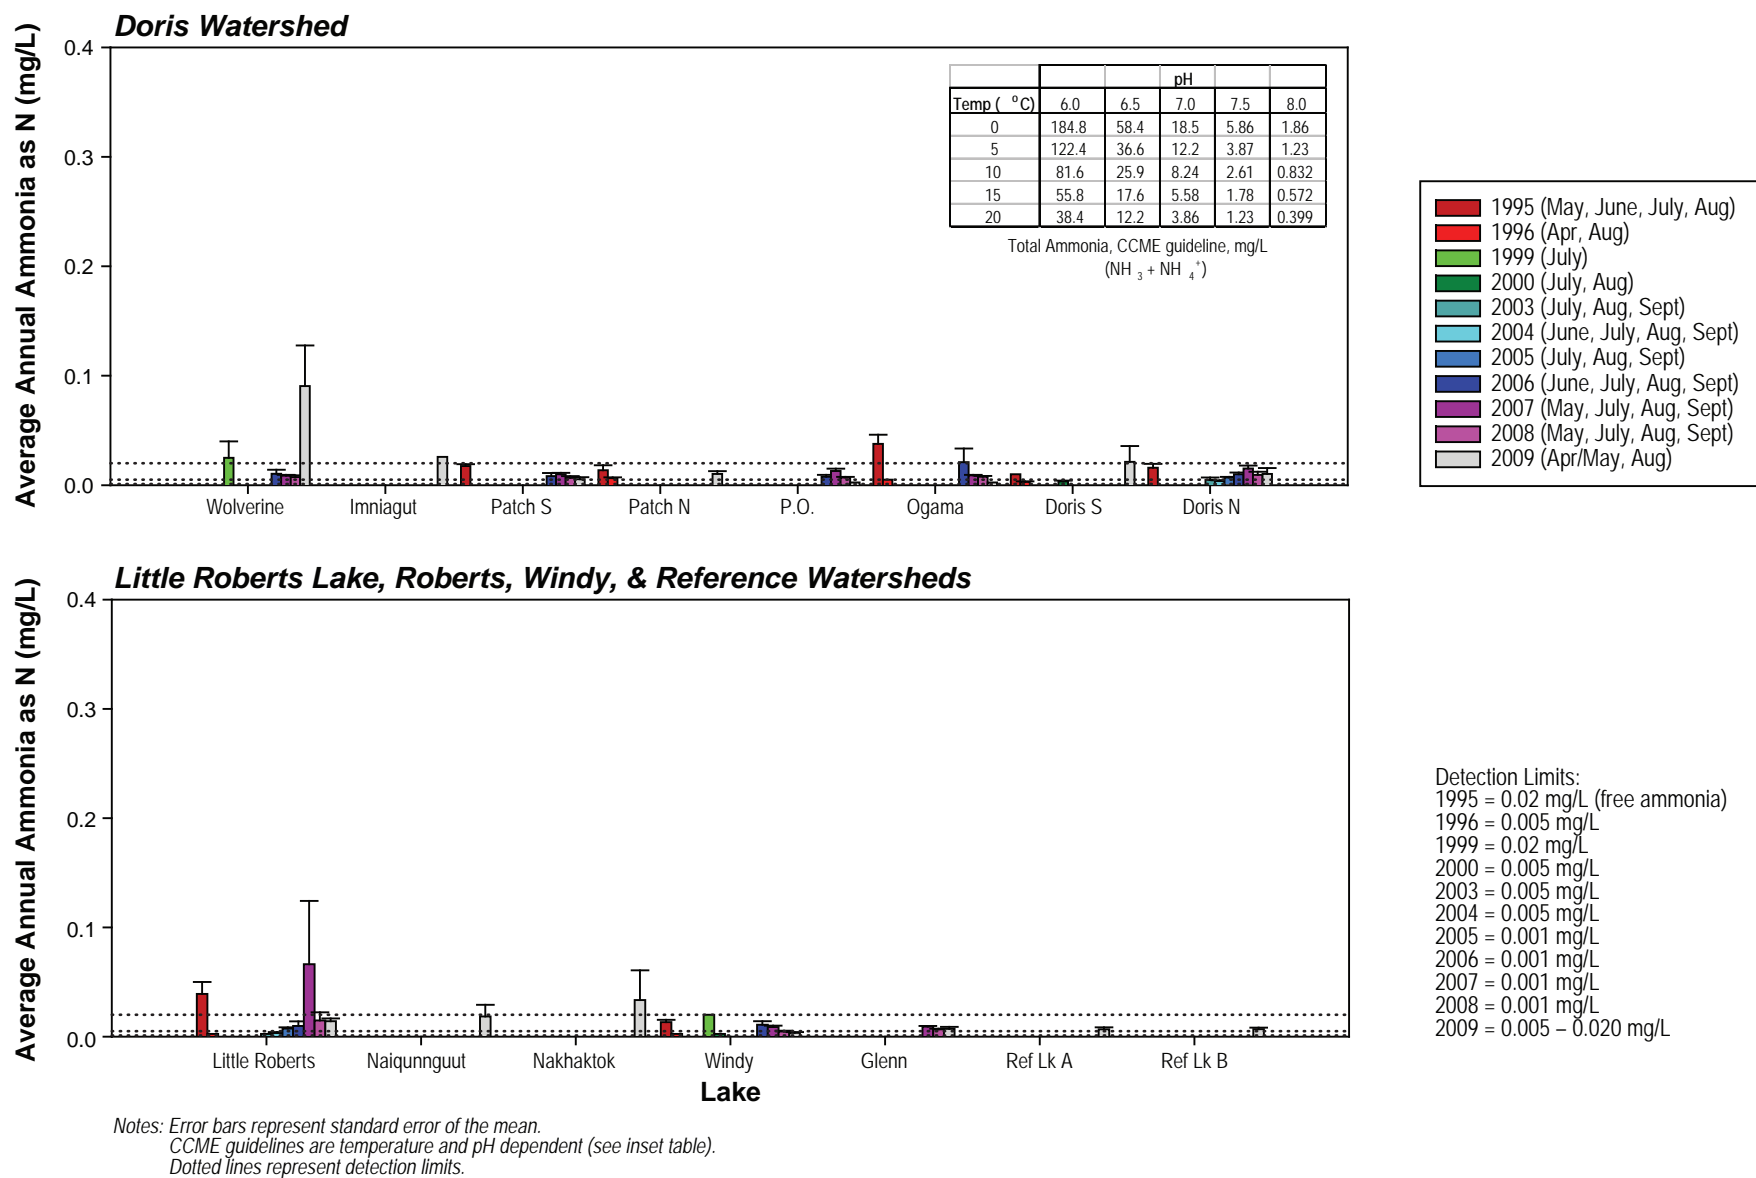 Doris Watershed
Average Annual Ammonia as N (mg/L)
0.4
0.3
0.2
0.1
0.0
pH
Temp ( °C) 6.0 6.5 7.0 7.5 8.0
0 184.8 58.4 18.5 5.86 1.86
5 122.4 36.6 12.2 3.87 1.23
10 81.6 25.9 8.24 2.61 0.832
15 55.8 17.6 5.58 1.78 0.572
20 38.4 12.2 3.86 1.23 0.399
Total Ammonia, CCME guideline, mg/L
(NH 3 + NH 4 +)
Wolverine Imniagut Patch S Patch N P.O. Ogama Doris S Doris N
1995 (May, June, July, Aug)
1996 (Apr, Aug)
1999 (July)
2000 (July, Aug)
2003 (July, Aug, Sept)
2004 (June, July, Aug, Sept)
2005 (July, Aug, Sept)
2006 (June, July, Aug, Sept)
2007 (May, July, Aug, Sept)
2008 (May, July, Aug, Sept)
2009 (Apr/May, Aug)
Little Roberts Lake, Roberts, Windy, & Reference Watersheds
Average Annual Ammonia as N (mg/L)
0.4
0.3
0.2
0.1
0.0
Little Roberts Naiqunnguut Nakhaktok Windy Glenn Ref Lk A Ref Lk B
Lake
Detection Limits:
1995 = 0.02 mg/L (free ammonia)
1996 = 0.005 mg/L
1999 = 0.02 mg/L
2000 = 0.005 mg/L
2003 = 0.005 mg/L
2004 = 0.005 mg/L
2005 = 0.001 mg/L
2006 = 0.001 mg/L
2007 = 0.001 mg/L
2008 = 0.001 mg/L
2009 = 0.005 – 0.020 mg/L
Notes: Error bars represent standard error of the mean.
CCME guidelines are temperature and pH dependent (see inset table).
Dotted lines represent detection limits.